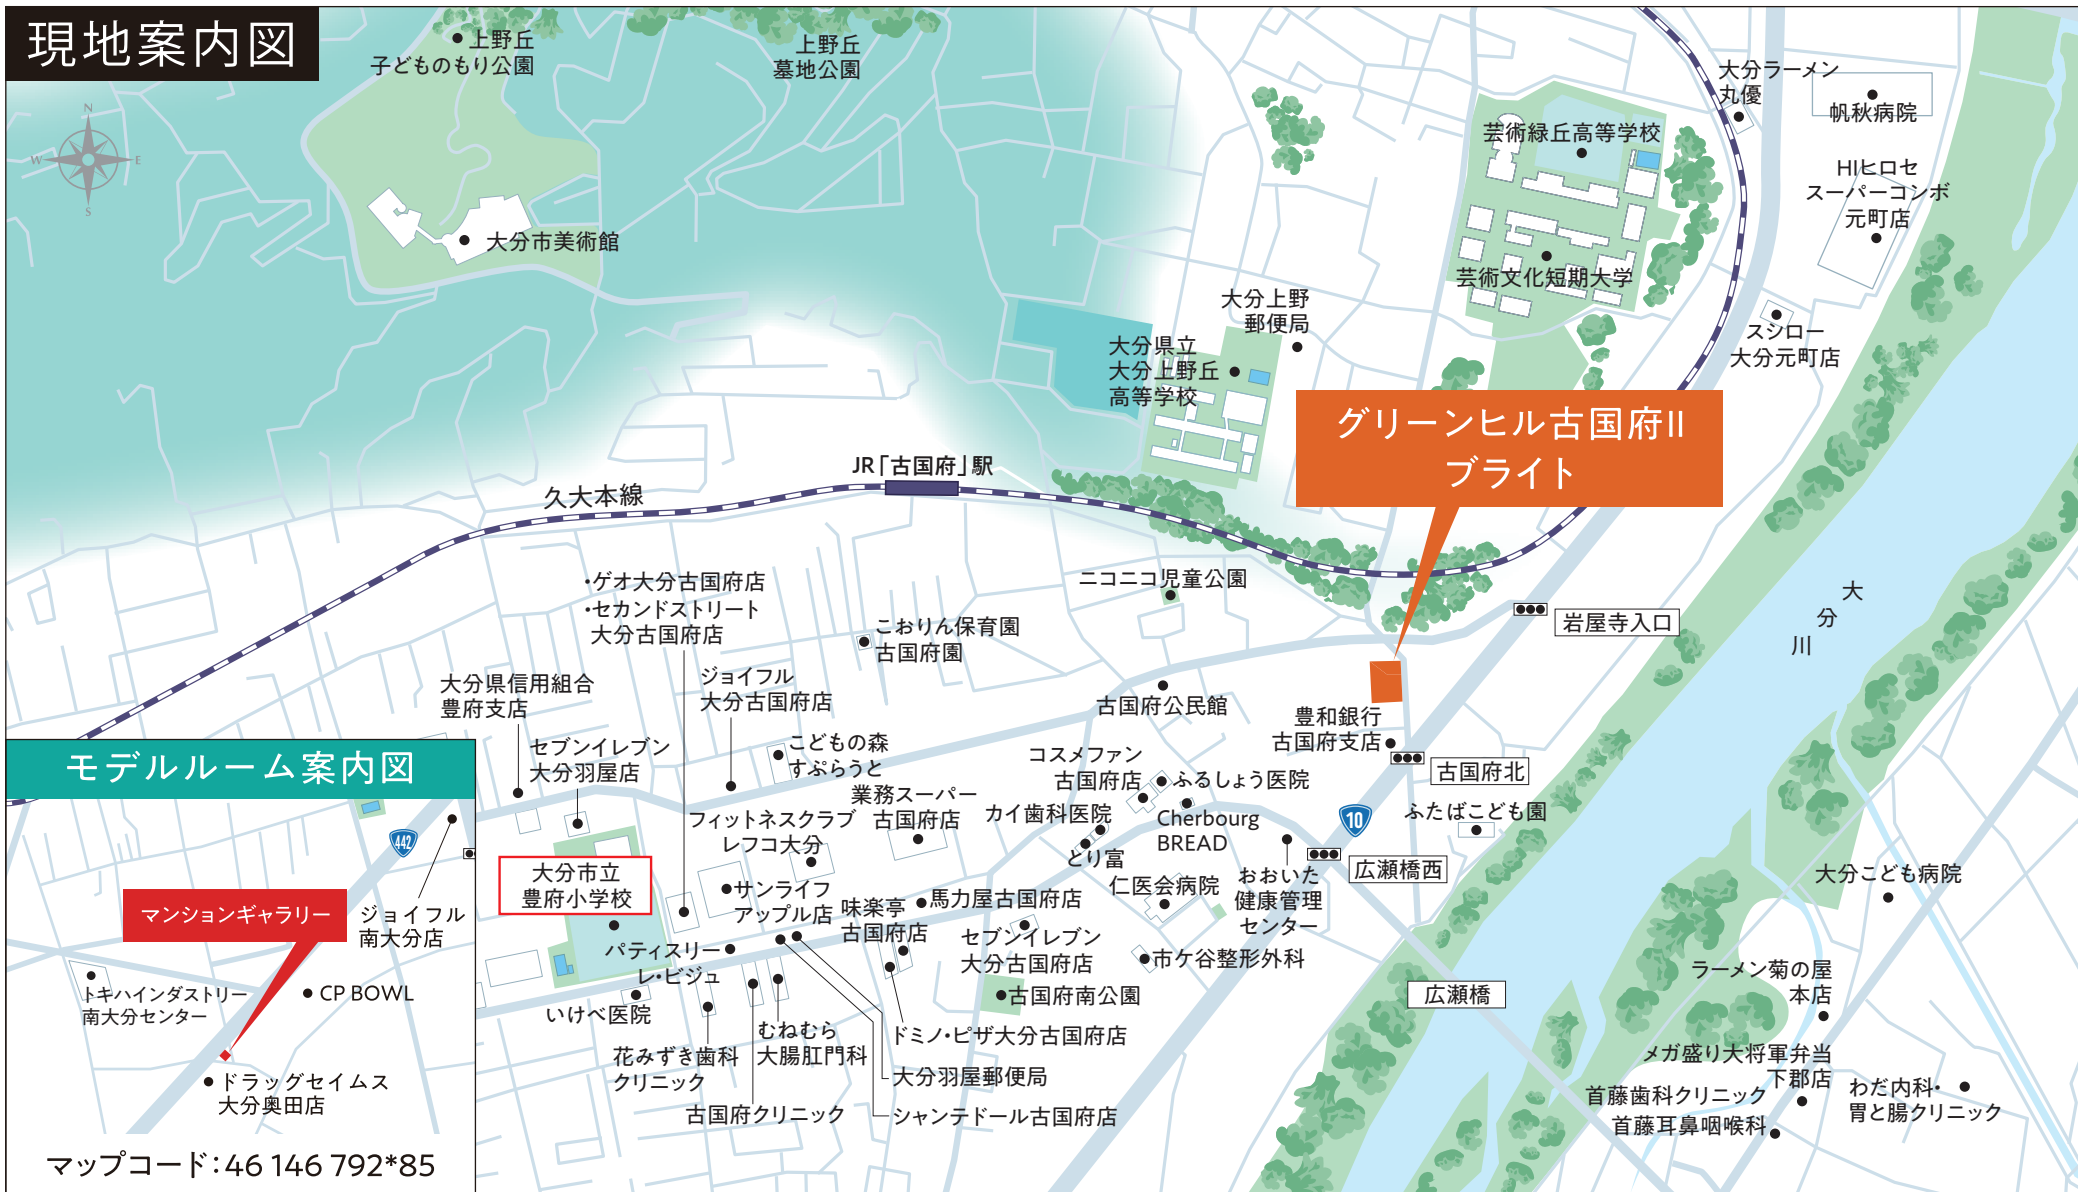 現地案内図
上野丘
子どものもり公園
上野丘
墓地公園
N
W
E
S
大分市美術館
大分ラーメン
丸優
帆秋病院
芸術緑丘高等学校
HIヒロセ
スーパーコンボ
元町店
芸術文化短期大学
大分上野
郵便局
スシロー
大分元町店
大分県立
大分上野丘
高等学校
グリーンヒル古国府II
ブライト
JR「古国府」駅
久大本線
・ゲオ大分古国府店
・セカンドストリート
大分古国府店
ニコニコ児童公園
大分川
岩屋寺入口
こおりん保育園
古国府園
ジョイフル
大分古国府店
大分県信用組合
豊府支店
古国府公民館
豊和銀行
古国府支店
セブンイレブン
大分羽屋店
こどもの森
すぷらうと
コスメファン
古国府店
ふるしょう医院
古国府北
業務スーパー
古国府店
フィットネスクラブ
レフコ大分
カイ歯科医院
Cherbourg
BREAD
10
ふたばこども園
とり富
広瀬橋西
大分市立
豊府小学校
サンライフ
アップル店
味楽亭
古国府店
馬力屋古国府店
仁医会病院
おおいた
健康管理
センター
大分こども病院
パティスリー
レ・ビジュ
セブンイレブン
大分古国府店
市ケ谷整形外科
ラーメン菊の屋
本店
いけべ医院
古国府南公園
広瀬橋
花みずき歯科
クリニック
むねむら
大腸肛門科
ドミノ・ピザ大分古国府店
大分羽屋郵便局
古国府クリニック
シャンテドール古国府店
メガ盛り大将軍弁当
下郡店
首藤歯科クリニック
首藤耳鼻咽喉科
わだ内科・
胃と腸クリニック
モデルルーム案内図
442
マンションギャラリー
ジョイフル
南大分店
トキハインダストリー
南大分センター
CP BOWL
ドラッグセイムス
大分奥田店
マップコード:46 146 792*85